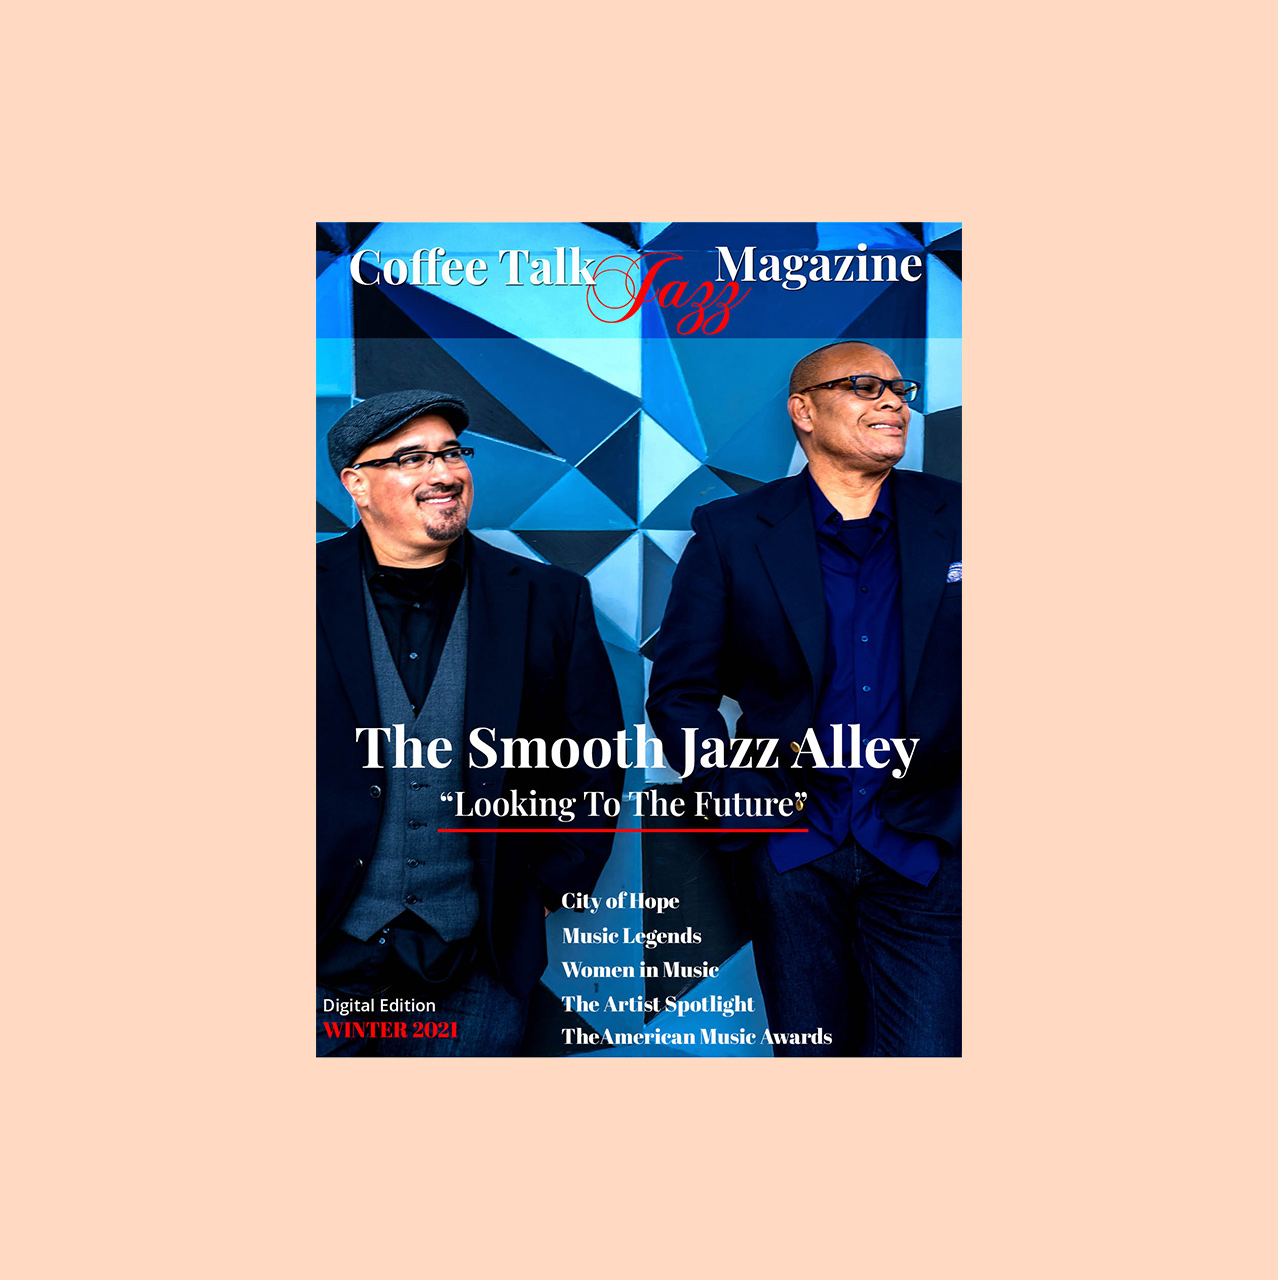 Coffee Talk Jazz Magazine
The Smooth Jazz Alley
“Looking To The Future”
City of Hope
Music Legends
Women in Music
The Artist Spotlight
TheAmerican Music Awards
Digital Edition
WINTER 2021